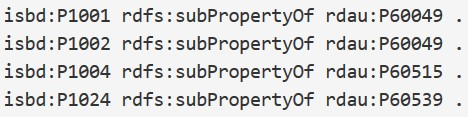 isbd:P1001 rdfs:subPropertyOf rdau:P60049 .
isbd:P1002 rdfs:subPropertyOf rdau:P60049 .
isbd:P1004 rdfs:subPropertyOf rdau:P60515 .
isbd:P1024 rdfs:subPropertyOf rdau:P60539 .